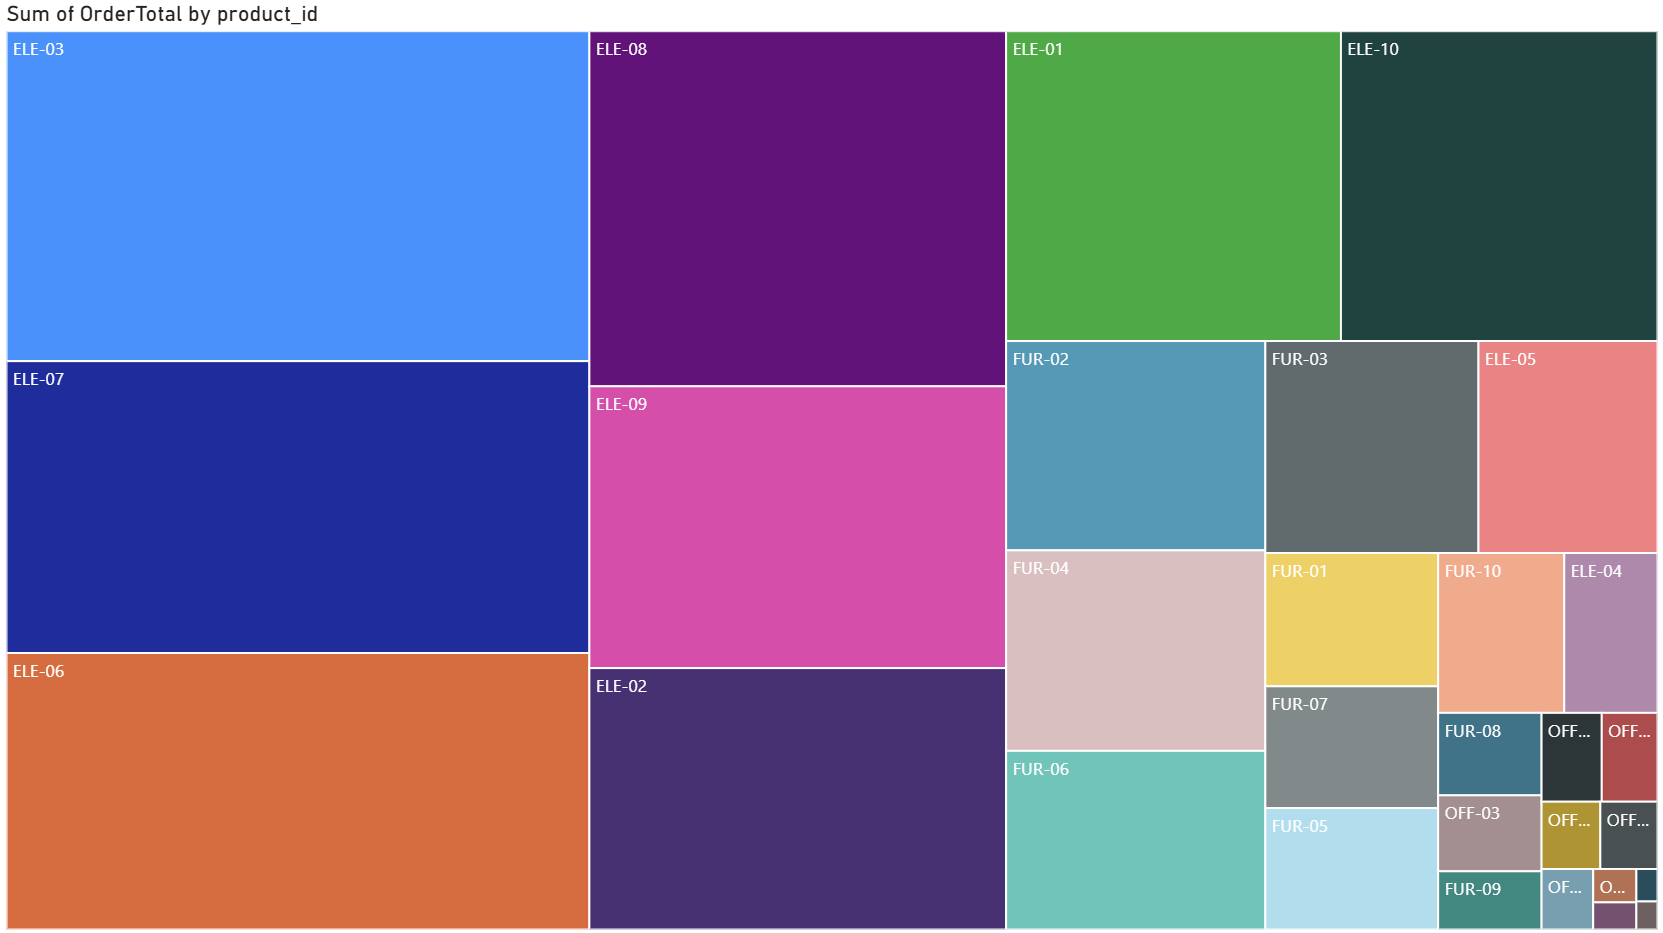 Sum of OrderTotal by product_id
ELE-03
ELE-08
ELE-01
ELE-10
FUR-02
FUR-03
ELE-05
ELE-07
ELE-09
FUR-04
FUR-01
FUR-10
ELE-04
ELE-06
ELE-02
FUR-07
FUR-08
OFF...
OFF...
FUR-06
FUR-05
OFF-03
OFF...
OFF...
FUR-09
OF...
O...